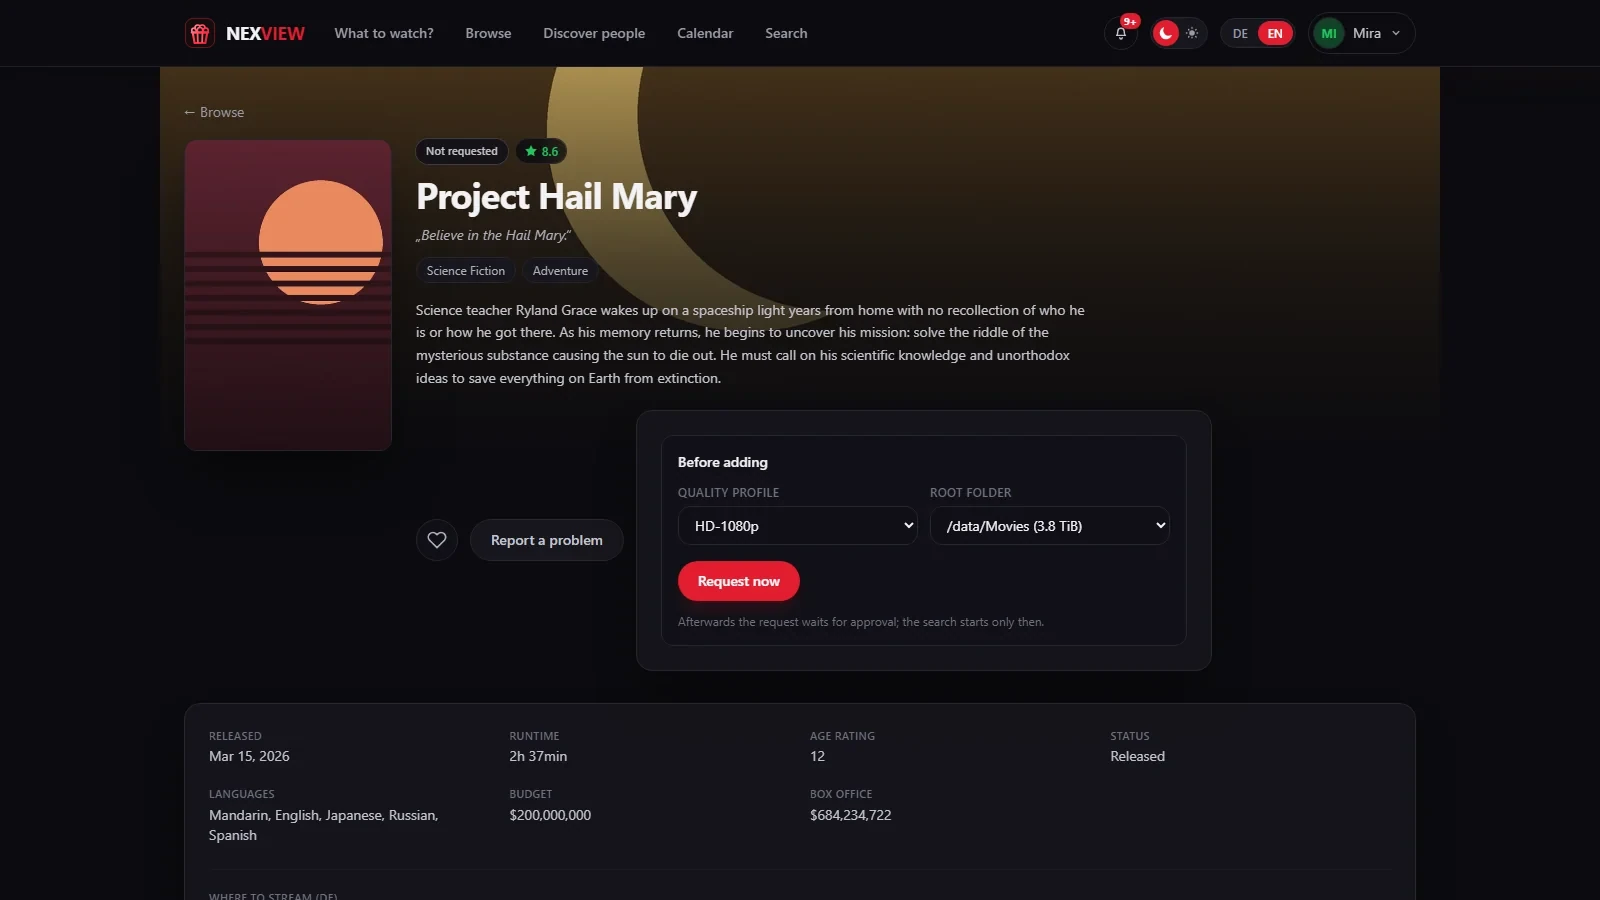 NEXVIEW
What to watch?
Browse
Discover people
Calendar
Search
9+
DE
EN
MI
Mira
← Browse
Not requested
★ 8.6
Project Hail Mary
„Believie in the Hail Mary.“
Science Fiction
Adventure
Science teacher Ryland Grace wakes up on a spaceship light years from home with no recollection of who he
is or how he got there. As his memory returns, he begins to uncover his mission: solve the riddle of the
mysterious substance causing the sun to die out. He must call on his scientific knowledge and unorthodox
ideas to save everything on Earth from extinction.
Before adding
QUALITY PROFILE
ROOT FOLDER
HD-1080p
/data/Movies (3.8 TiB)
Report a problem
Request now
Afterwards the request waits for approval; the search starts only then.
RELEASED
Mar 15, 2026
RUNTIME
2h 37min
AGE RATING
12
STATUS
Released
LANGUAGES
Mandarin, English, Japanese, Russian,
Spanish
BUDGET
$200,000,000
BOX OFFICE
$684,234,722
WHERE TO STREAM (DE)